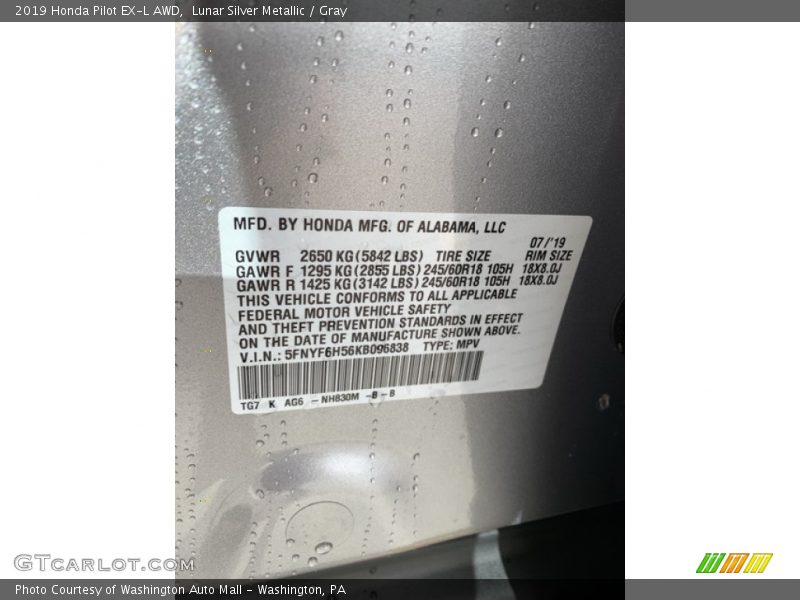 2019 Honda Pilot EX-L AWD,  Lunar Silver Metallic / Gray
MFD. BY HONDA MFG. OF ALABAMA, LLC
07/'19
GVWR 2650 KG (5842 LBS) TIRE SIZE RIM SIZE
GAWR F 1295 KG (2855 LBS) 245/60R18 105H 18X8.0J
GAWR R 1425 KG (3142 LBS) 245/60R18 105H 18X8.0J
THIS VEHICLE CONFORMS TO ALL APPLICABLE
FEDERAL MOTOR VEHICLE SAFETY
AND THEFT PREVENTION STANDARDS IN EFFECT
ON THE DATE OF MANUFACTURE SHOWN ABOVE.
V.I.N.: 5FNYF6H56KB096838 TYPE: MPV
TG7 K AG6 - NH830M -B - B
GTcarlot.com
Photo Courtesy of Washington Auto Mall - Washington, PA